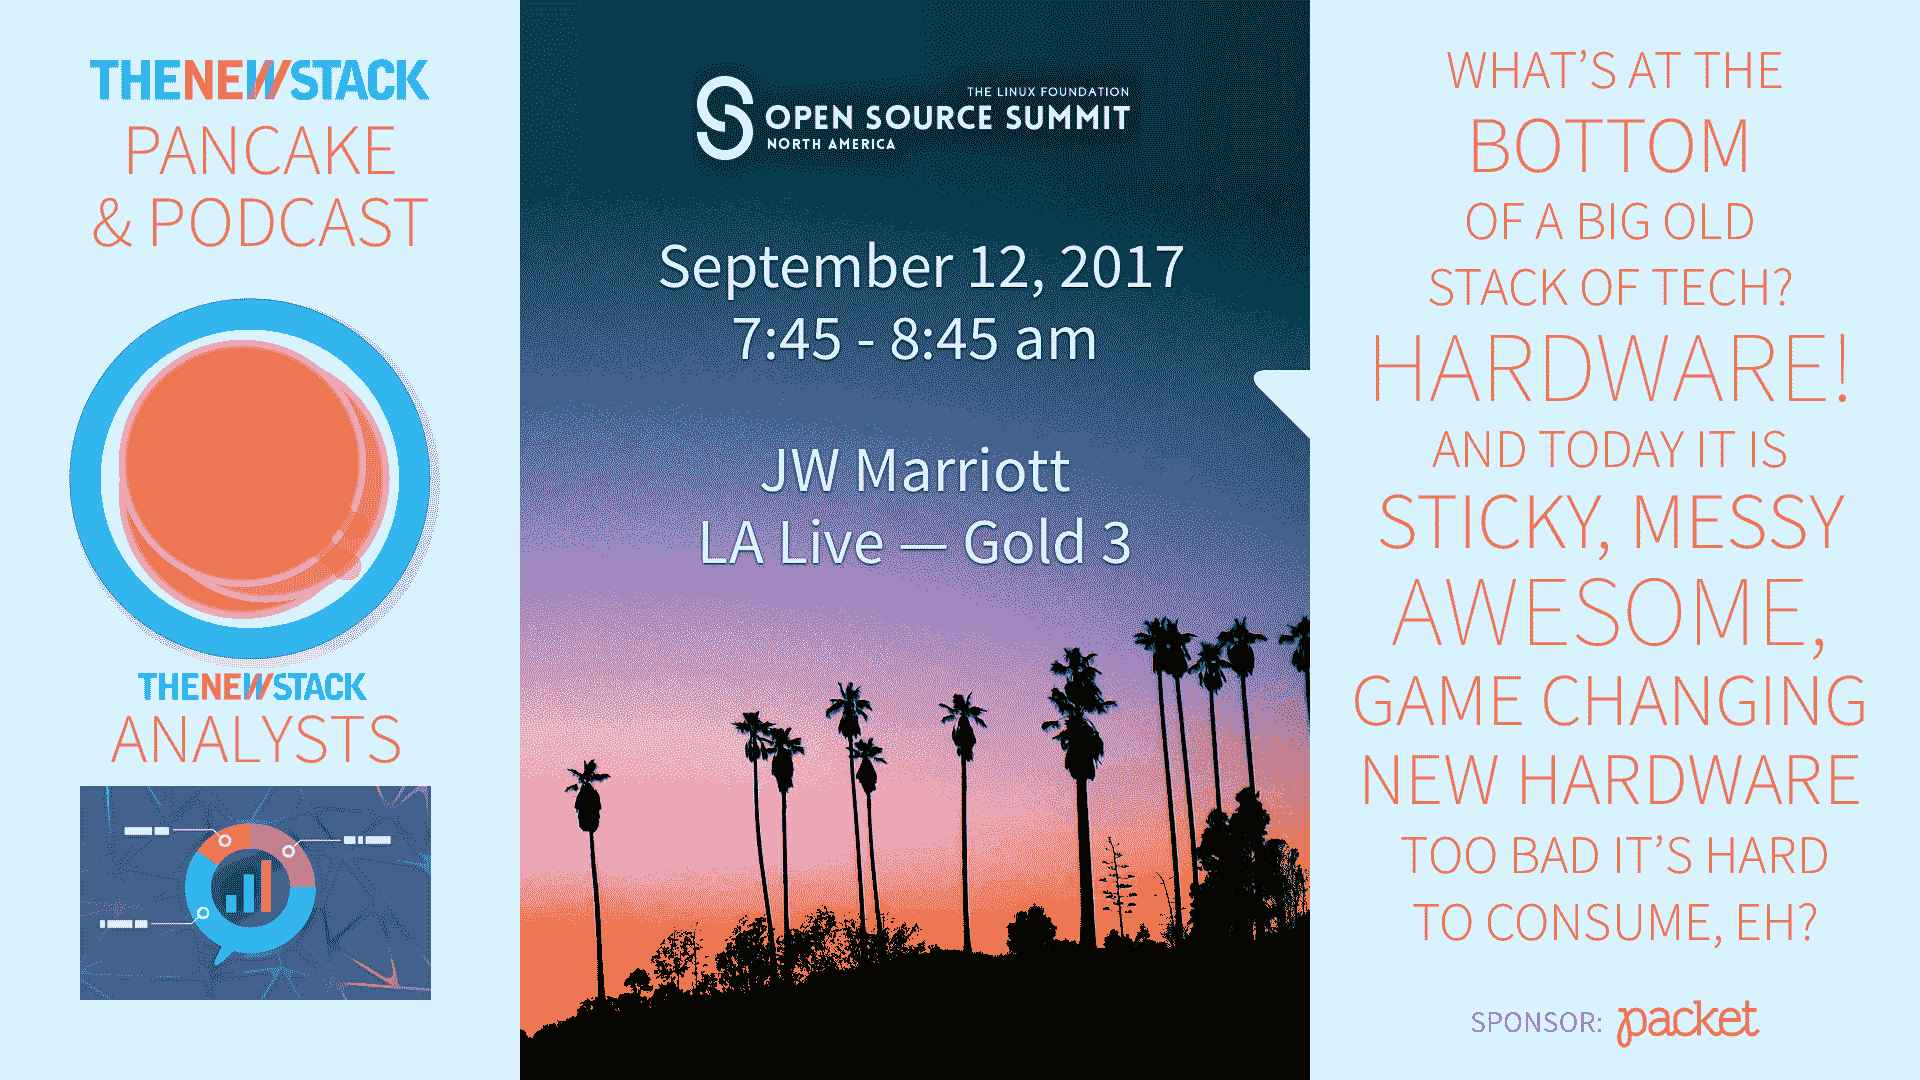 THENEWSTACK
PANCAKE
& PODCAST
THENEWSTACK
ANALYSTS
THE LINUX FOUNDATION
OPEN SOURCE SUMMIT
NORTH AMERICA
September 12, 2017
7:45 - 8:45 am
JW Marriott
LA Live — Gold 3
WHAT’S AT THE
BOTTOM
OF A BIG OLD
STACK OF TECH?
HARDWARE!
AND TODAY IT IS
STICKY, MESSY
AWESOME,
GAME CHANGING
NEW HARDWARE
TOO BAD IT’S HARD
TO CONSUME, EH?
SPONSOR: packet